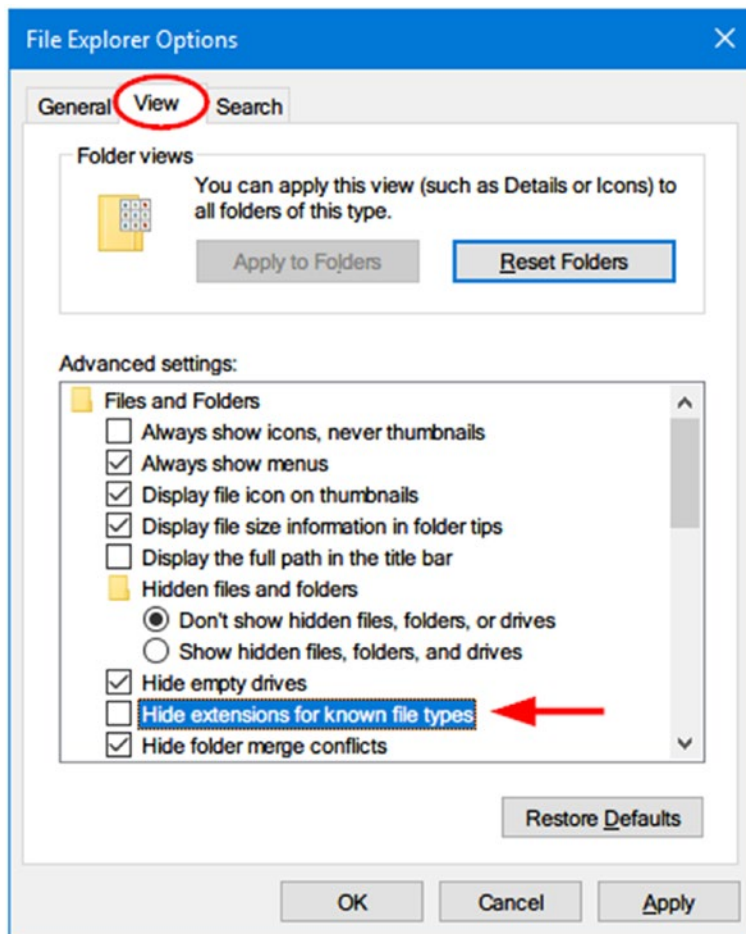 File Explorer Options
General View Search
Folder views
You can apply this view (such as Details or Icons) to
all folders of this type.
Apply to Folders Reset Folders
Advanced settings:
Files and Folders
Always show icons, never thumbnails
Always show menus
Display file icon on thumbnails
Display file size information in folder tips
Display the full path in the title bar
Hidden files and folders
Don't show hidden files, folders, or drives
Show hidden files, folders, and drives
Hide empty drives
Hide extensions for known file types
Hide folder merge conflicts
Restore Defaults
OK Cancel Apply